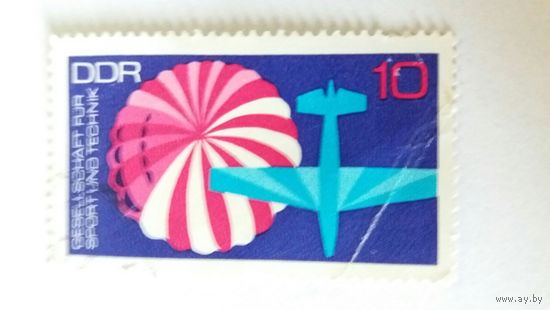 DDR
10
GESELLSCHAFT FÜR
SPORT UND TECHNIK
www.ay.by